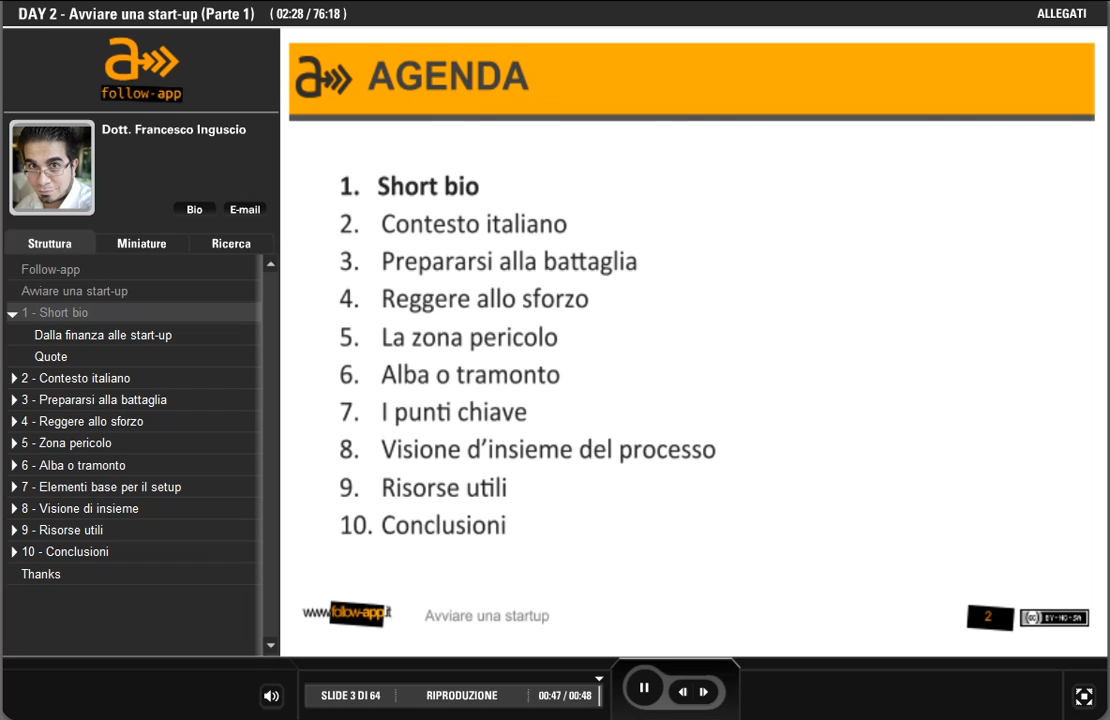 DAY 2 - Avviare una start-up (Parte 1) ( 02:28 / 76:18 )
ALLEGATI
a
follow-app
Dott. Francesco Inguscio
Bio
E-mail
Struttura
Miniature
Ricerca
Follow-app
Avviare una start-up
1 - Short bio
Dalla finanza alle start-up
Quote
2 - Contesto italiano
3 - Prepararsi alla battaglia
4 - Reggere allo sforzo
5 - Zona pericolo
6 - Alba o tramonto
7 - Elementi base per il setup
8 - Visione di insieme
9 - Risorse utili
10 - Conclusioni
Thanks
a AGENDA
1. Short bio
2. Contesto italiano
3. Prepararsi alla battaglia
4. Reggere allo sforzo
5. La zona pericolo
6. Alba o tramonto
7. I punti chiave
8. Visione d’insieme del processo
9. Risorse utili
10. Conclusioni
www.follow-app.it
Avviare una startup
2
(cc) BY-NC-SA
SLIDE 3 DI 64
RIPRODUZIONE
00:47 / 00:48